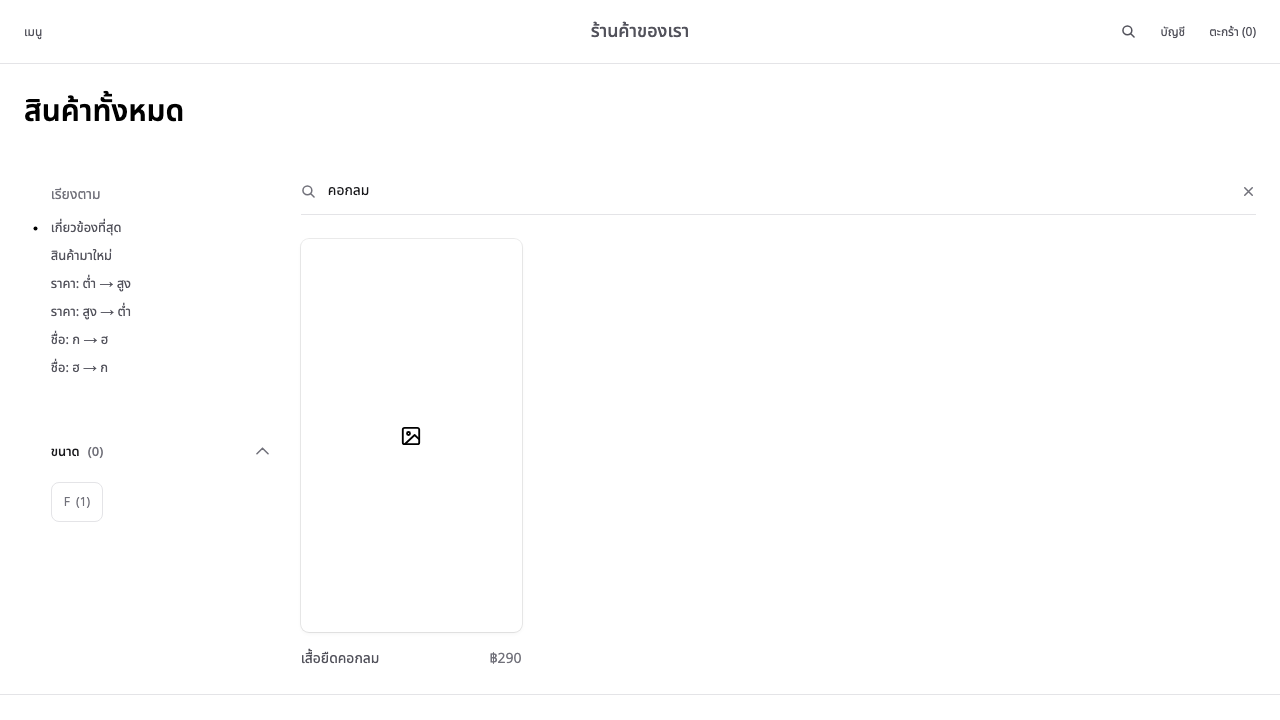 เมนู
ร้านค้าของเรา
บัญชี
ตะกร้า (0)
สินค้าทั้งหมด
เรียงตาม
เกี่ยวข้องที่สุด
สินค้ามาใหม่
ราคา: ต่ำ → สูง
ราคา: สูง → ต่ำ
ชื่อ: ก → ฮ
ชื่อ: ฮ → ก
ขนาด (0)
F (1)
คอกลม
เสื้อยืดคอกลม
฿290